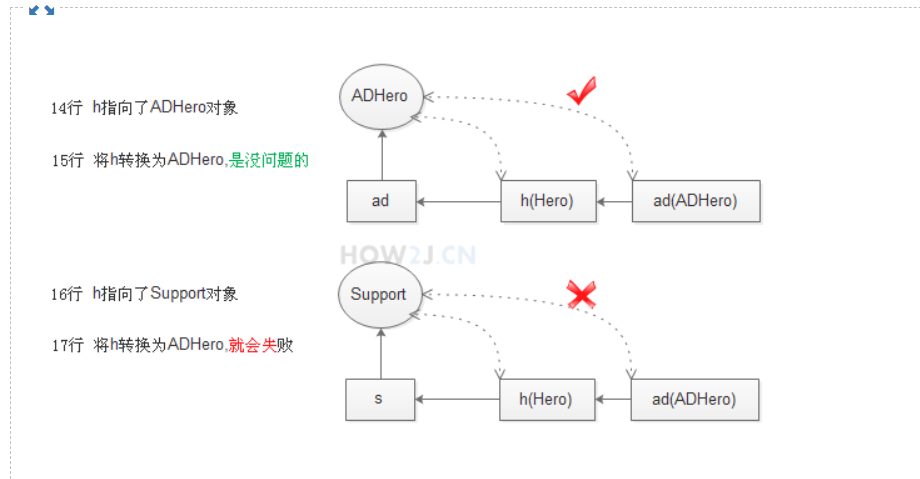 14行 h指向了ADHero对象
15行 将h转换为ADHero,是没问题的
ADHero
ad
h(Hero)
ad(ADHero)
HOW2J.CN
16行 h指向了Support对象
17行 将h转换为ADHero,就会失败
Support
s
h(Hero)
ad(ADHero)